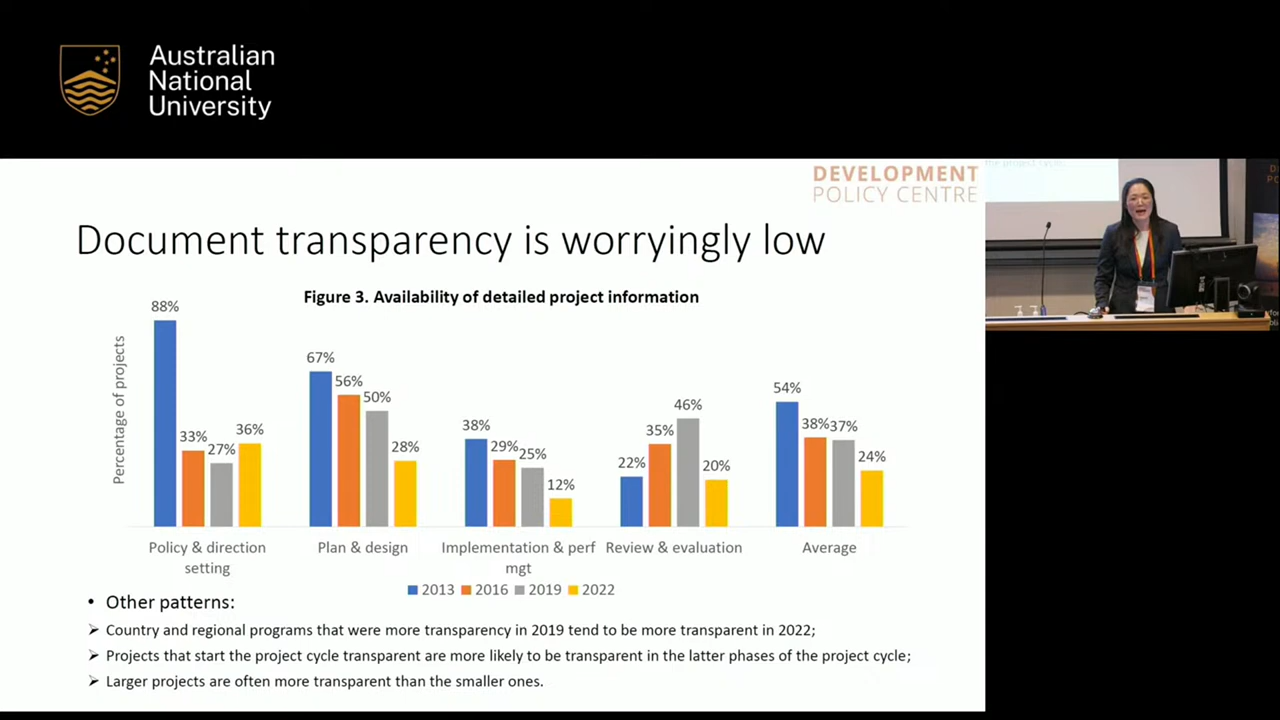 Australian
National
University
DEVELOPMENT
POLICY CENTRE
Document transparency is worryingly low
Figure 3. Availability of detailed project information
Percentage of projects
88%
33%
27%
36%
67%
56%
50%
28%
38%
29%
25%
12%
22%
35%
46%
20%
54%
38%
37%
24%
Policy & direction
setting
Plan & design
Implementation & perf
mgt
Review & evaluation
Average
2013 2016 2019 2022
• Other patterns:
➢ Country and regional programs that were more transparency in 2019 tend to be more transparent in 2022;
➢ Projects that start the project cycle transparent are more likely to be transparent in the latter phases of the project cycle;
➢ Larger projects are often more transparent than the smaller ones.